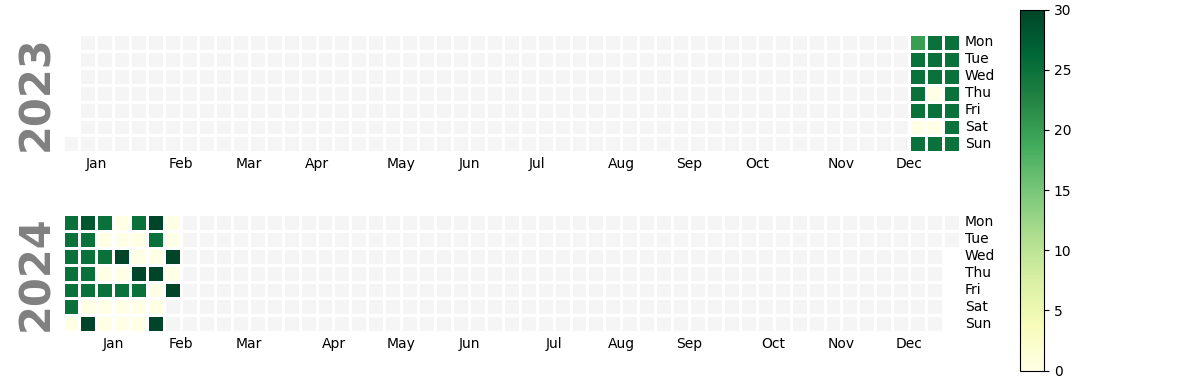 2023
Mon
Tue
Wed
Thu
Fri
Sat
Sun
Jan Feb Mar Apr May Jun Jul Aug Sep Oct Nov Dec
2024
Mon
Tue
Wed
Thu
Fri
Sat
Sun
Jan Feb Mar Apr May Jun Jul Aug Sep Oct Nov Dec
30
25
20
15
10
5
0